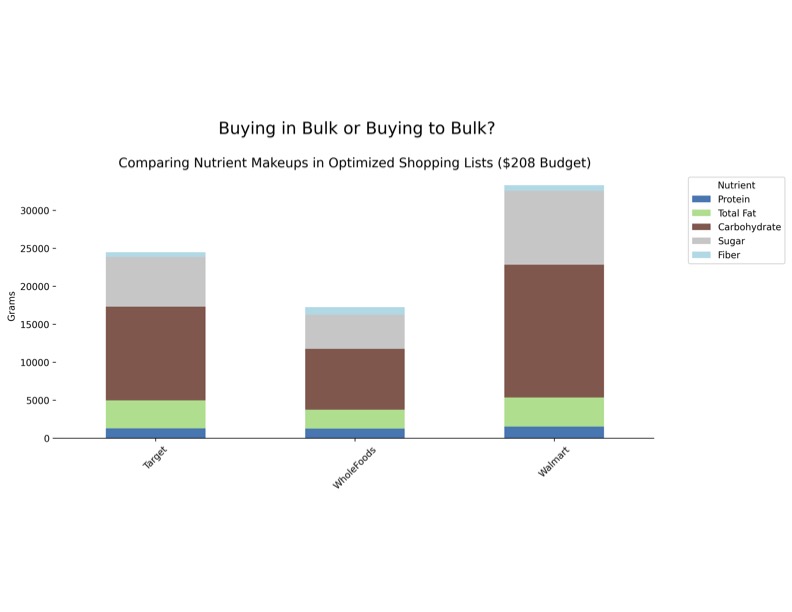 Buying in Bulk or Buying to Bulk?
Comparing Nutrient Makeups in Optimized Shopping Lists ($208 Budget)
Nutrient
Protein
Total Fat
Carbohydrate
Sugar
Fiber
Grams
30000
25000
20000
15000
10000
5000
0
Target
WholeFoods
Walmart